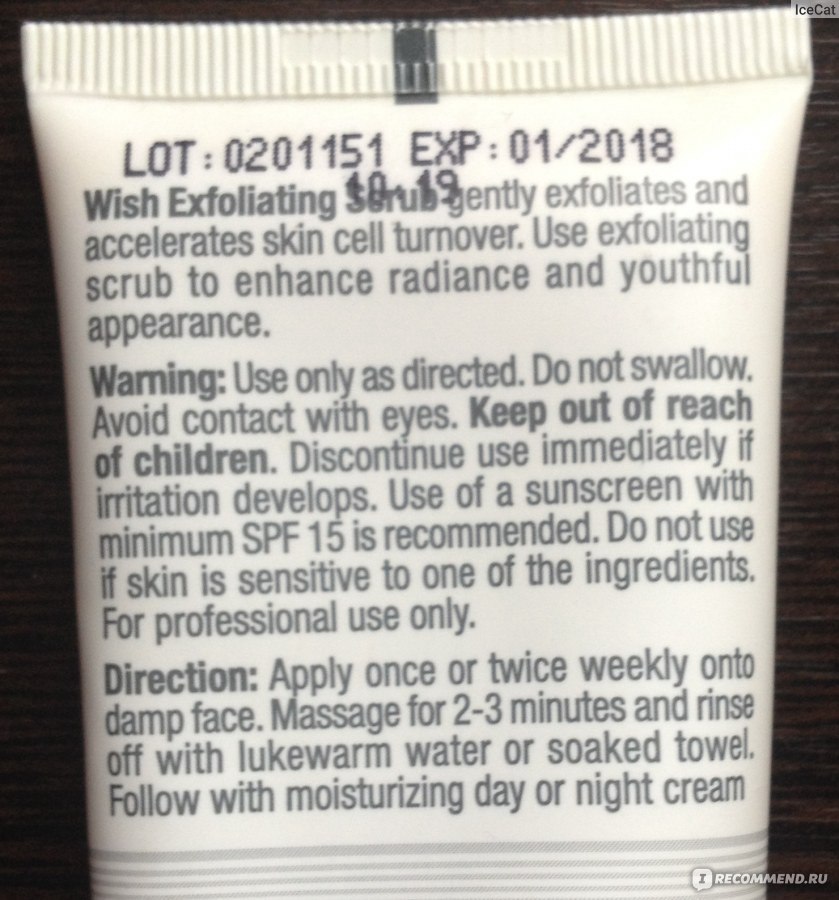 IceCat
LOT: 0201151 EXP: 01/2018
10.19
Wish Exfoliating Scrub gently exfoliates and
accelerates skin cell turnover. Use exfoliating
scrub to enhance radiance and youthful
appearance.
Warning: Use only as directed. Do not swallow.
Avoid contact with eyes. Keep out of reach
of children. Discontinue use immediately if
irritation develops. Use of a sunscreen with
minimum SPF 15 is recommended. Do not use
if skin is sensitive to one of the ingredients.
For professional use only.
Direction: Apply once or twice weekly onto
damp face. Massage for 2-3 minutes and rinse
off with lukewarm water or soaked towel.
Follow with moisturizing day or night cream
IRECOMMEND.RU